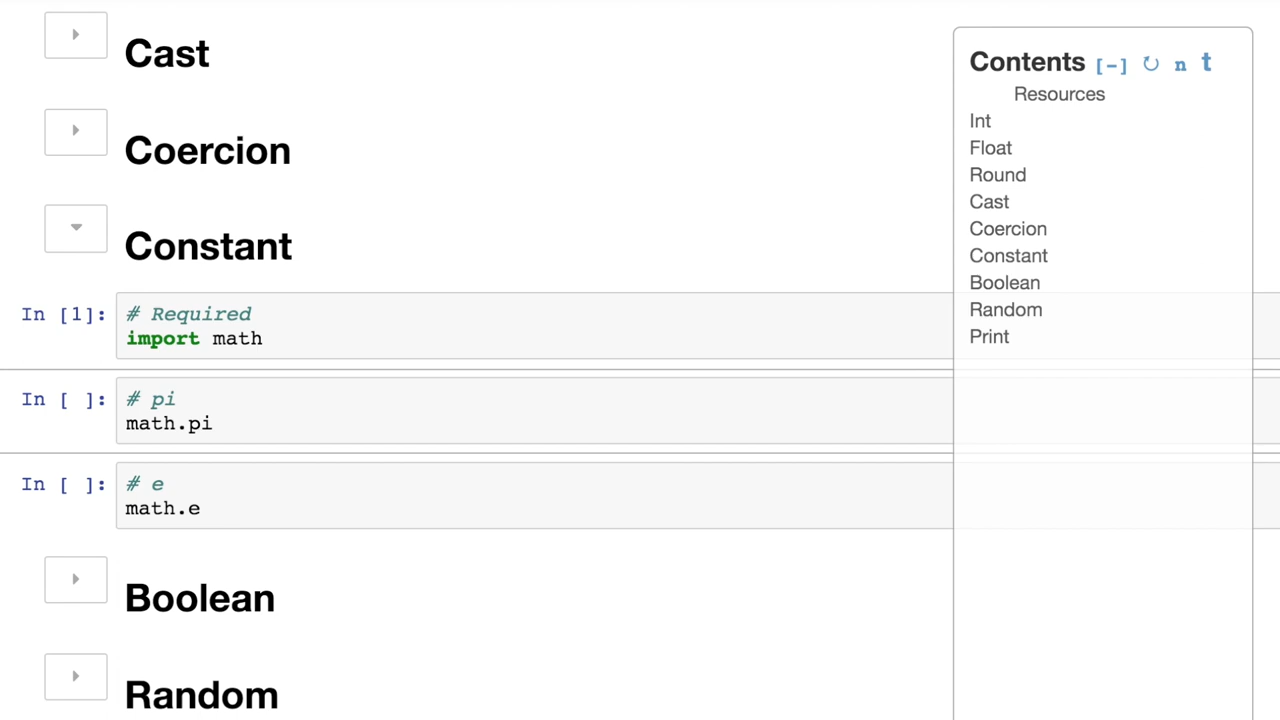 Cast
Coercion
Constant
In [1]:
# Required
import math
In [ ]:
# pi
math.pi
In [ ]:
# e
math.e
Boolean
Random
Contents [-] ↻ n t
Resources
Int
Float
Round
Cast
Coercion
Constant
Boolean
Random
Print